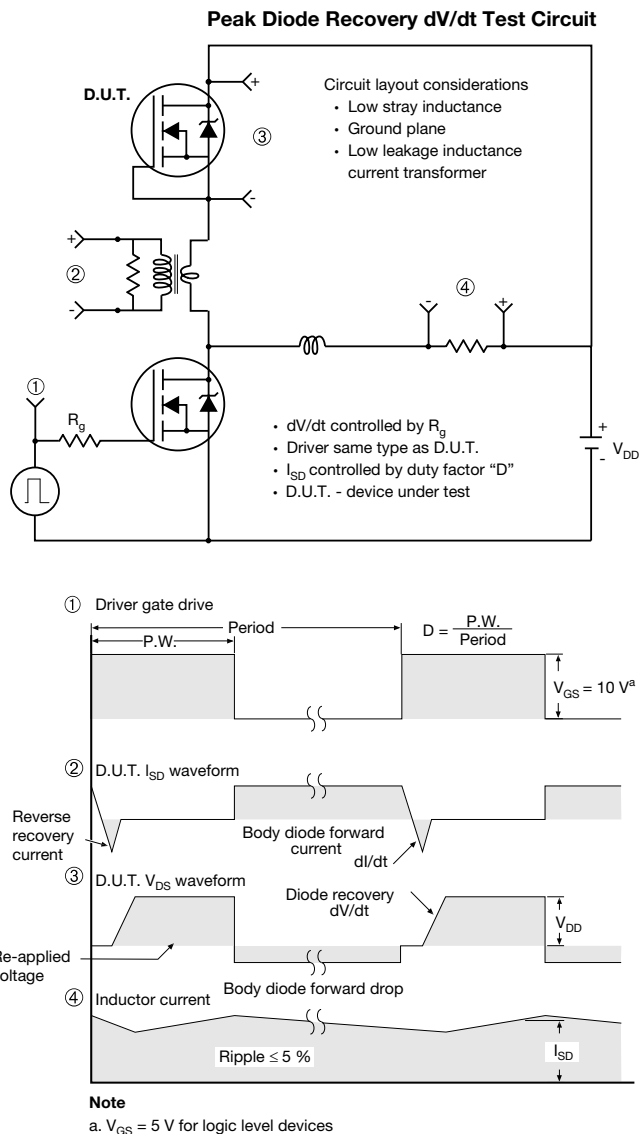 Peak Diode Recovery dV/dt Test Circuit
D.U.T.
+
-
③
Circuit layout considerations
• Low stray inductance
• Ground plane
• Low leakage inductance
current transformer
+
②
-
④
-
+
①
Rg
• dV/dt controlled by Rg
• Driver same type as D.U.T.
• ISD controlled by duty factor “D”
• D.U.T. - device under test
+
VDD
-
① Driver gate drive
Period
P.W.
D = P.W.
Period
VGS = 10 Vª
② D.U.T. ISD waveform
Reverse
recovery
current
Body diode forward
current
dI/dt
③ D.U.T. VDS waveform
Diode recovery
dV/dt
VDD
Re-applied
voltage
Body diode forward drop
④ Inductor current
Ripple ≤ 5 %
ISD
Note
a. VGS = 5 V for logic level devices